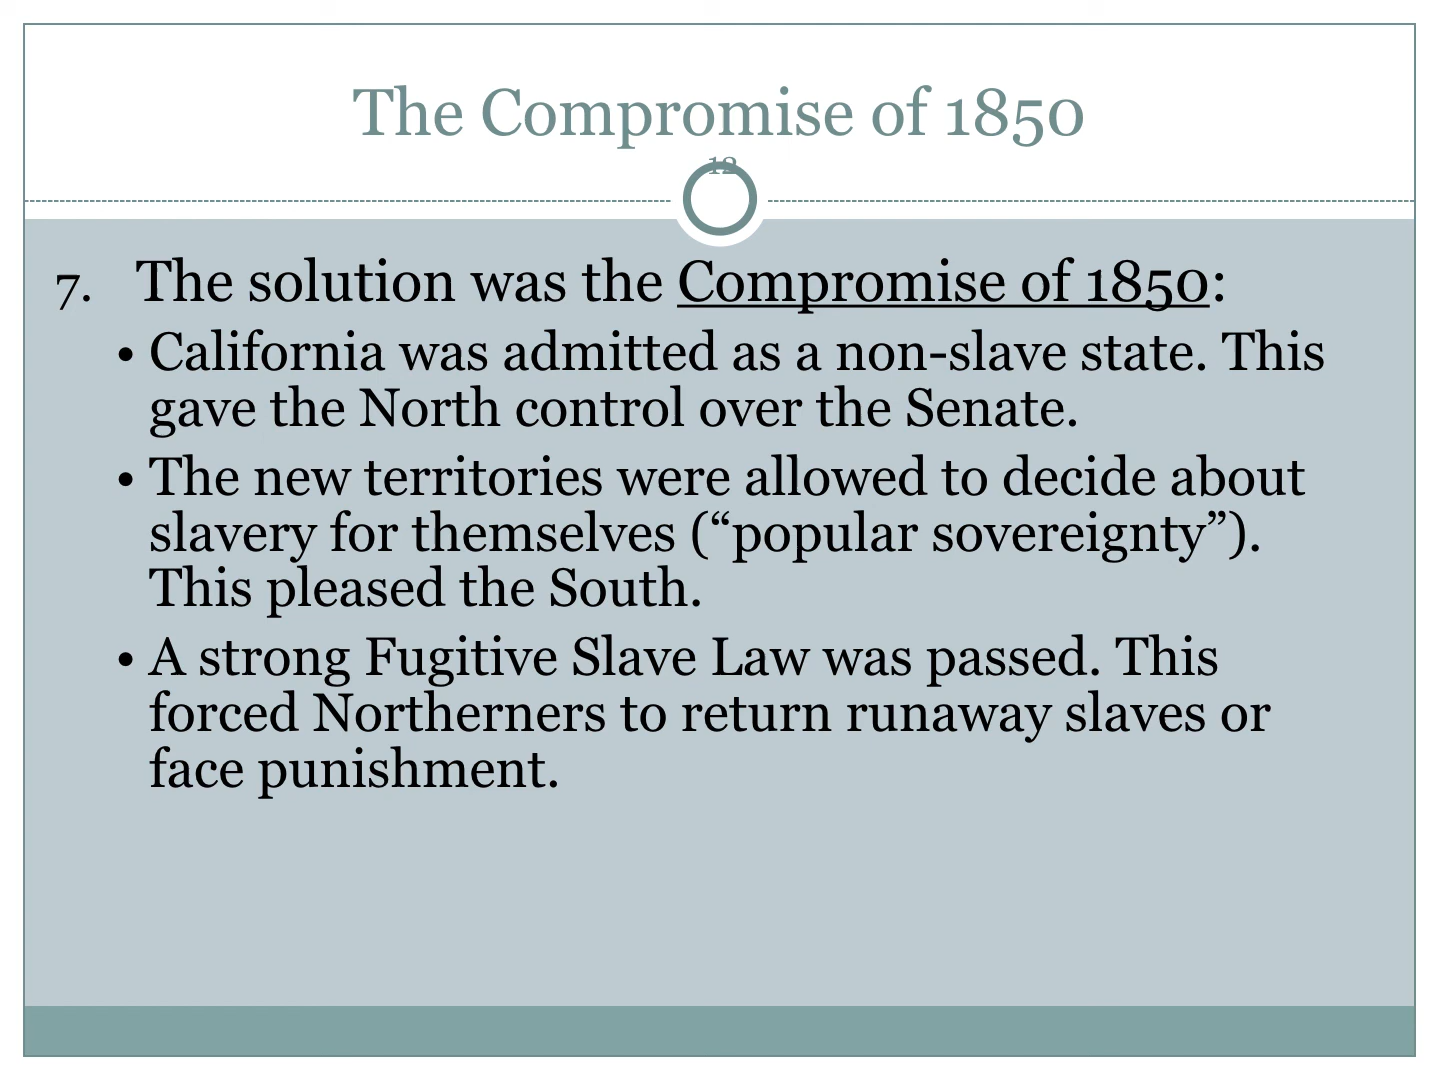 The Compromise of 1850
12
7. The solution was the Compromise of 1850:
• California was admitted as a non-slave state. This
gave the North control over the Senate.
• The new territories were allowed to decide about
slavery for themselves (“popular sovereignty”).
This pleased the South.
• A strong Fugitive Slave Law was passed. This
forced Northerners to return runaway slaves or
face punishment.